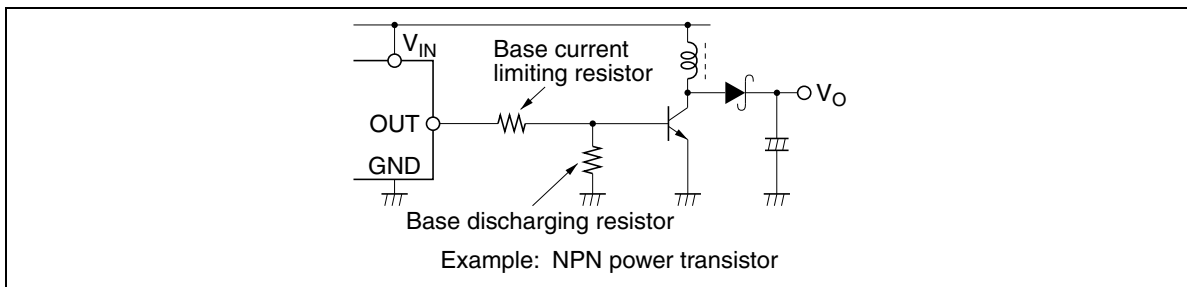 V_IN
Base current
limiting resistor
OUT
V_O
GND
Base discharging resistor
Example: NPN power transistor